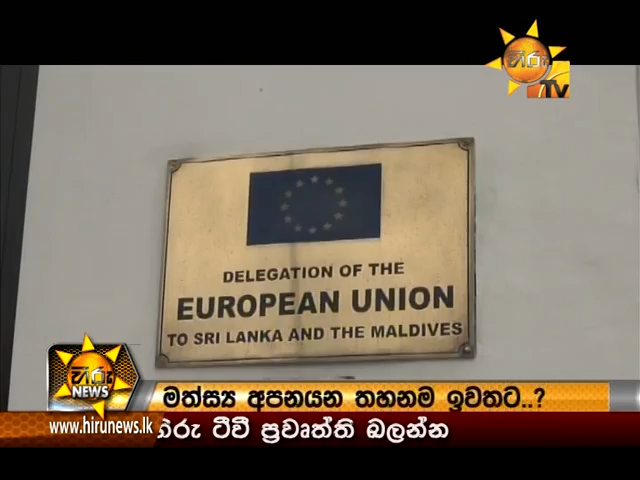 හිරු
TV
DELEGATION OF THE
EUROPEAN UNION
TO SRI LANKA AND THE MALDIVES
හිරු
NEWS
මත්ස්‍ය අපනයන තහනම ඉවතට..?
www.hirunews.lk
හිරු ටීවී ප්‍රවෘත්ති බලන්න